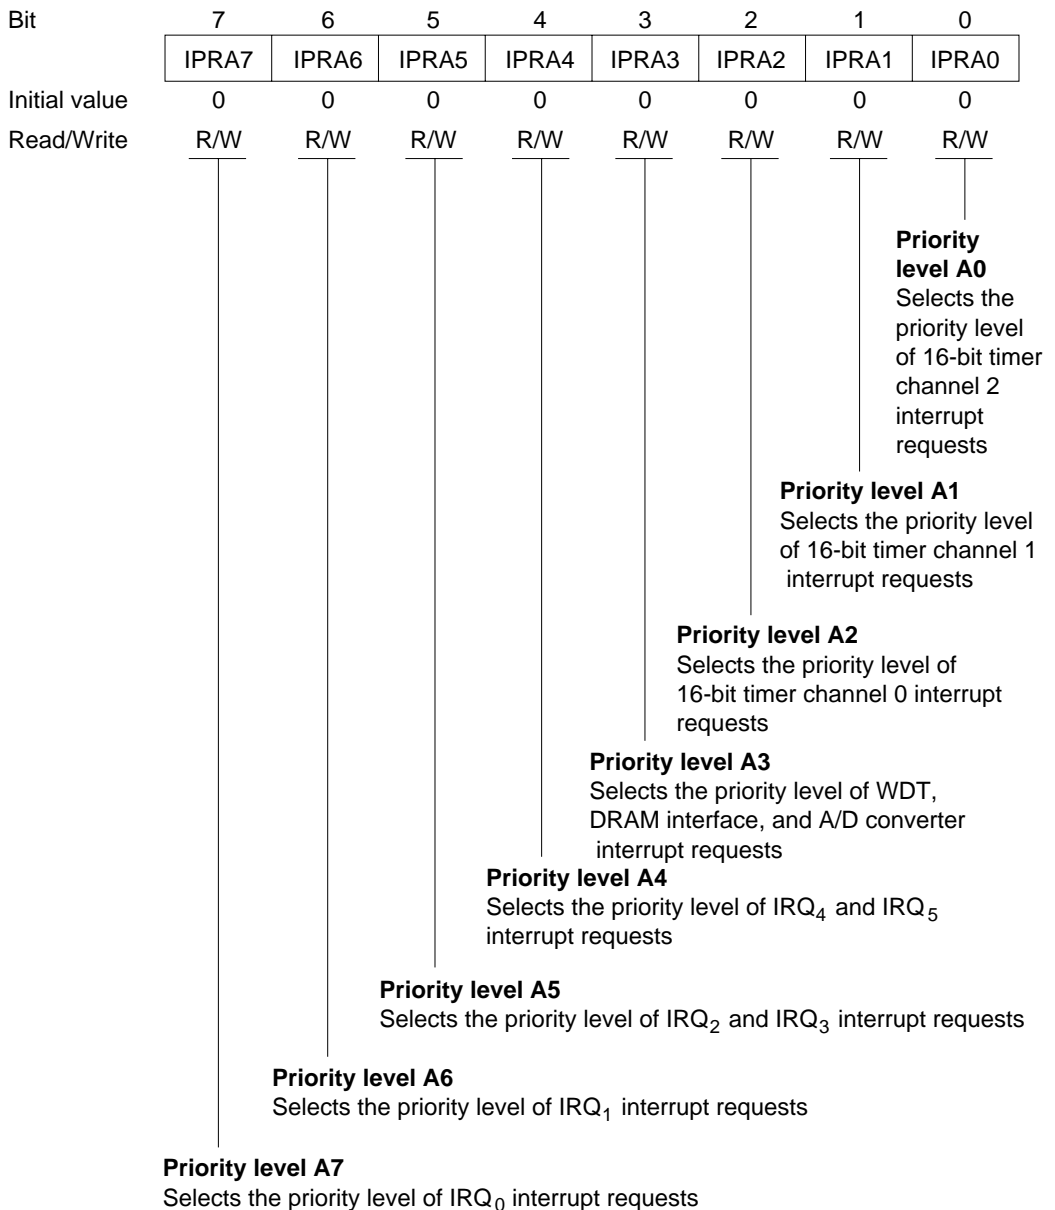 Bit 7 6 5 4 3 2 1 0
IPRA7 IPRA6 IPRA5 IPRA4 IPRA3 IPRA2 IPRA1 IPRA0
Initial value 0 0 0 0 0 0 0 0
Read/Write R/W R/W R/W R/W R/W R/W R/W R/W
Priority
level A0
Selects the
priority level
of 16-bit timer
channel 2
interrupt
requests
Priority level A1
Selects the priority level
of 16-bit timer channel 1
interrupt requests
Priority level A2
Selects the priority level of
16-bit timer channel 0 interrupt
requests
Priority level A3
Selects the priority level of WDT,
DRAM interface, and A/D converter
interrupt requests
Priority level A4
Selects the priority level of IRQ4 and IRQ5
interrupt requests
Priority level A5
Selects the priority level of IRQ2 and IRQ3 interrupt requests
Priority level A6
Selects the priority level of IRQ1 interrupt requests
Priority level A7
Selects the priority level of IRQ0 interrupt requests